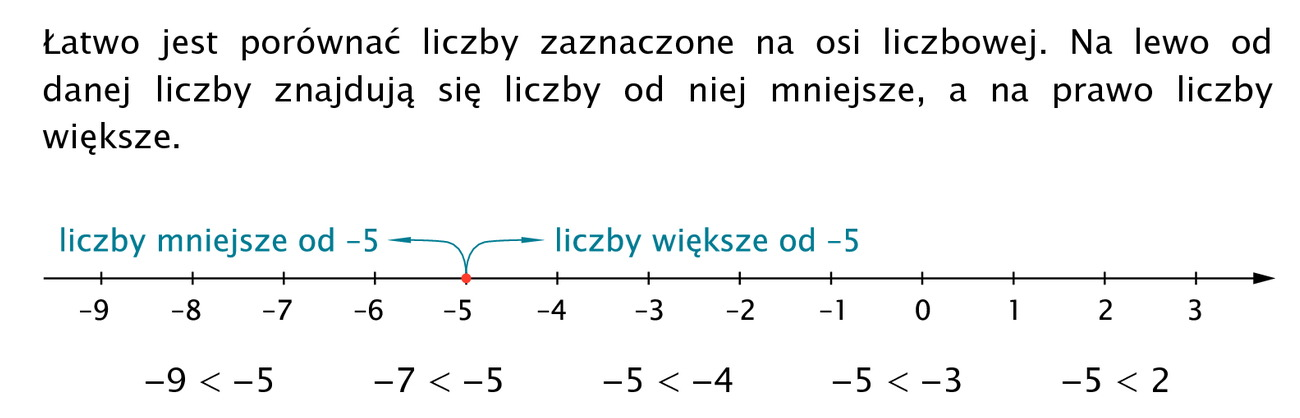 Łatwo jest porównać liczby zaznaczone na osi liczbowej. Na lewo od
danej liczby znajdują się liczby od niej mniejsze, a na prawo liczby
większe.
liczby mniejsze od –5 liczby większe od –5
–9 –8 –7 –6 –5 –4 –3 –2 –1 0 1 2 3
−9 < −5 −7 < −5 −5 < −4 −5 < −3 −5 < 2